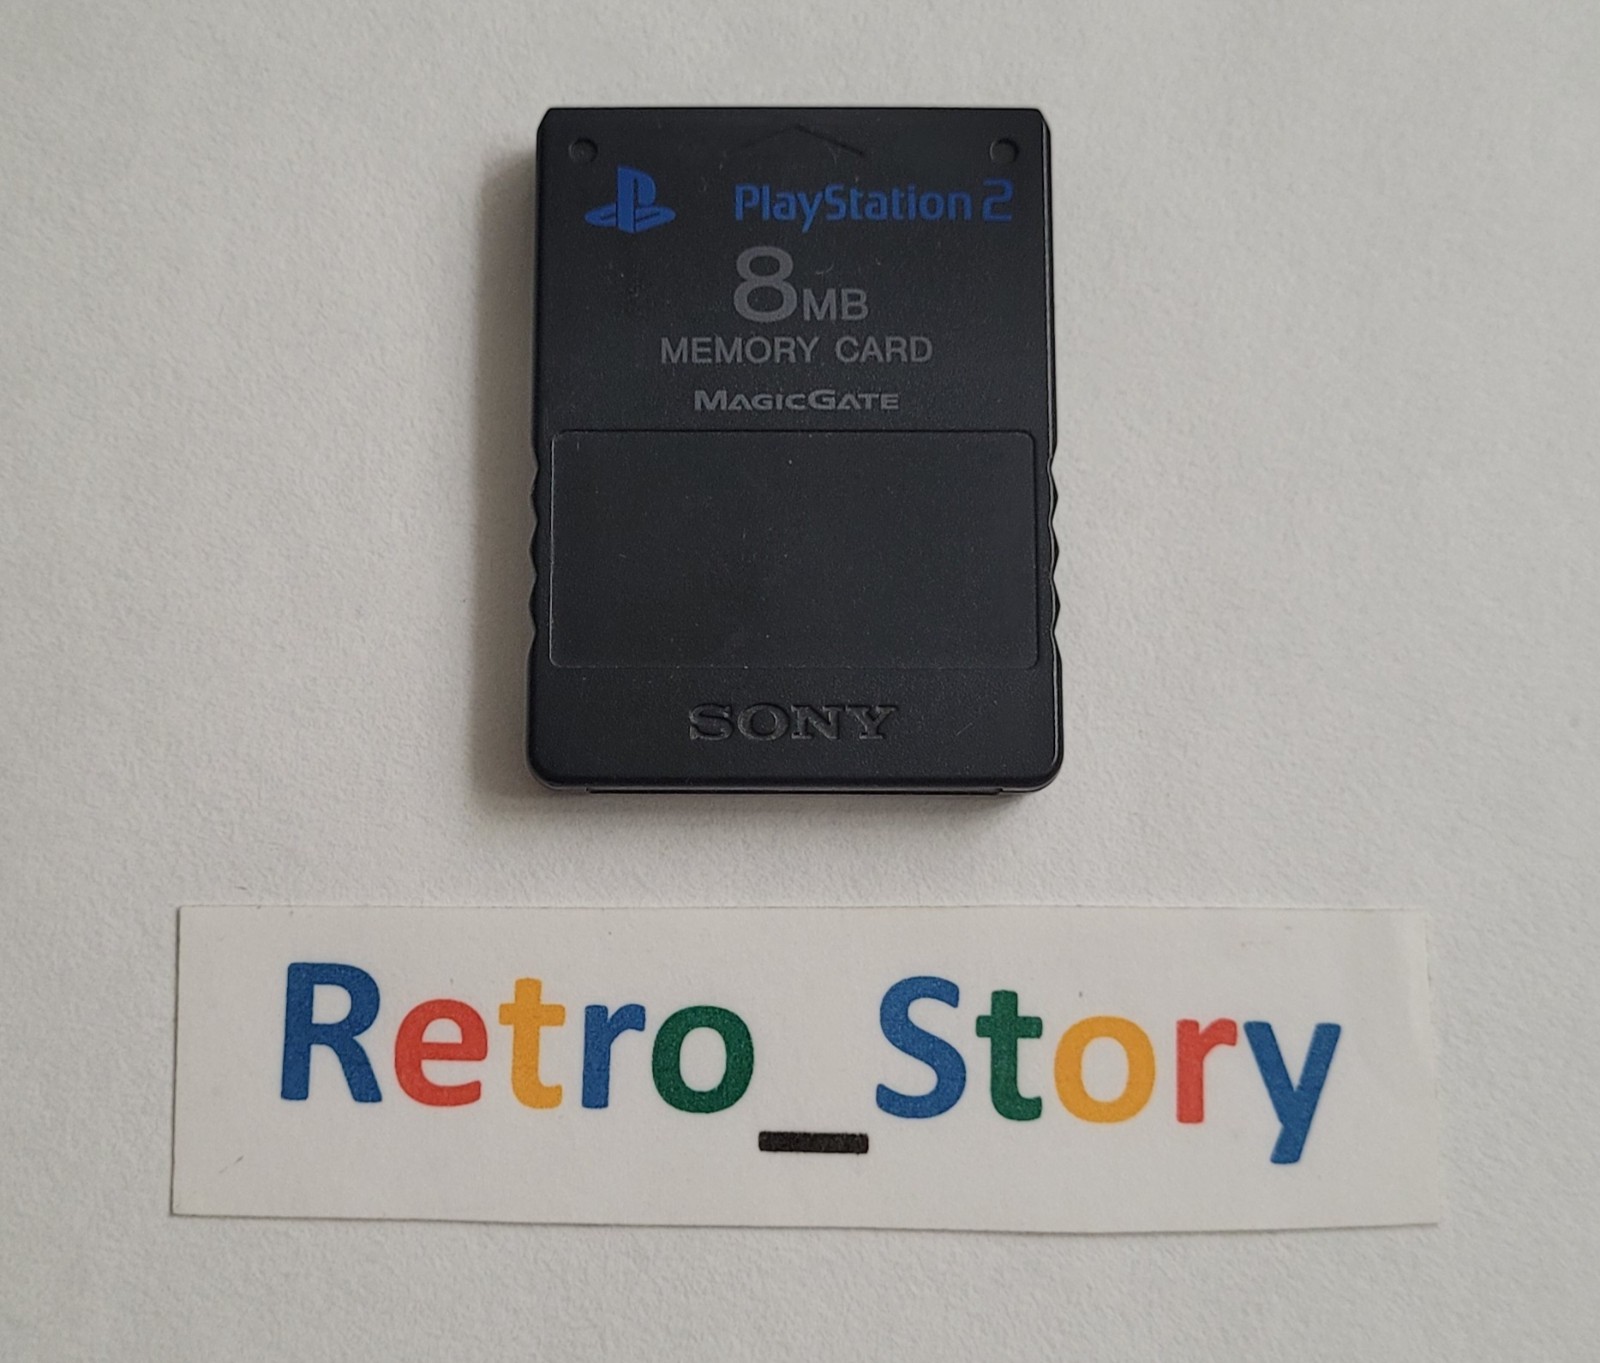 PlayStation 2
8MB
MEMORY CARD
MAGICGATE
SONY
Retro_Story